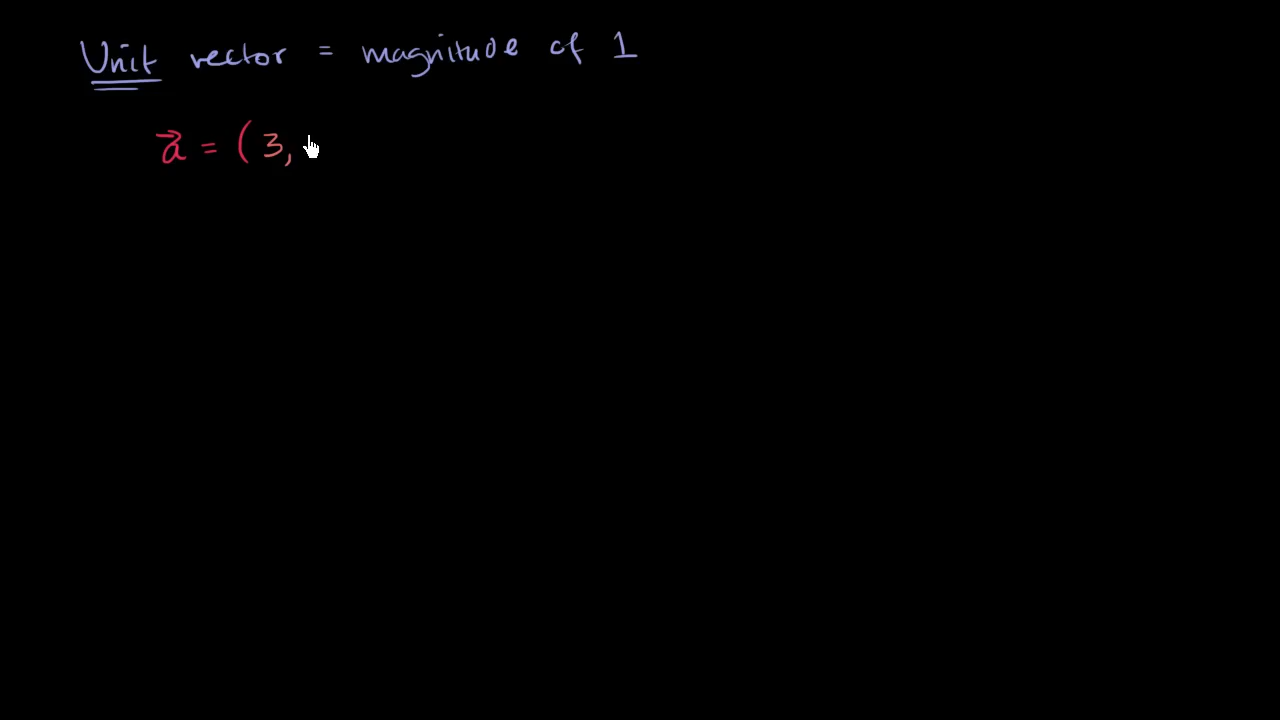 Unit vector = magnitude of 1
a⃗ = ( 3,